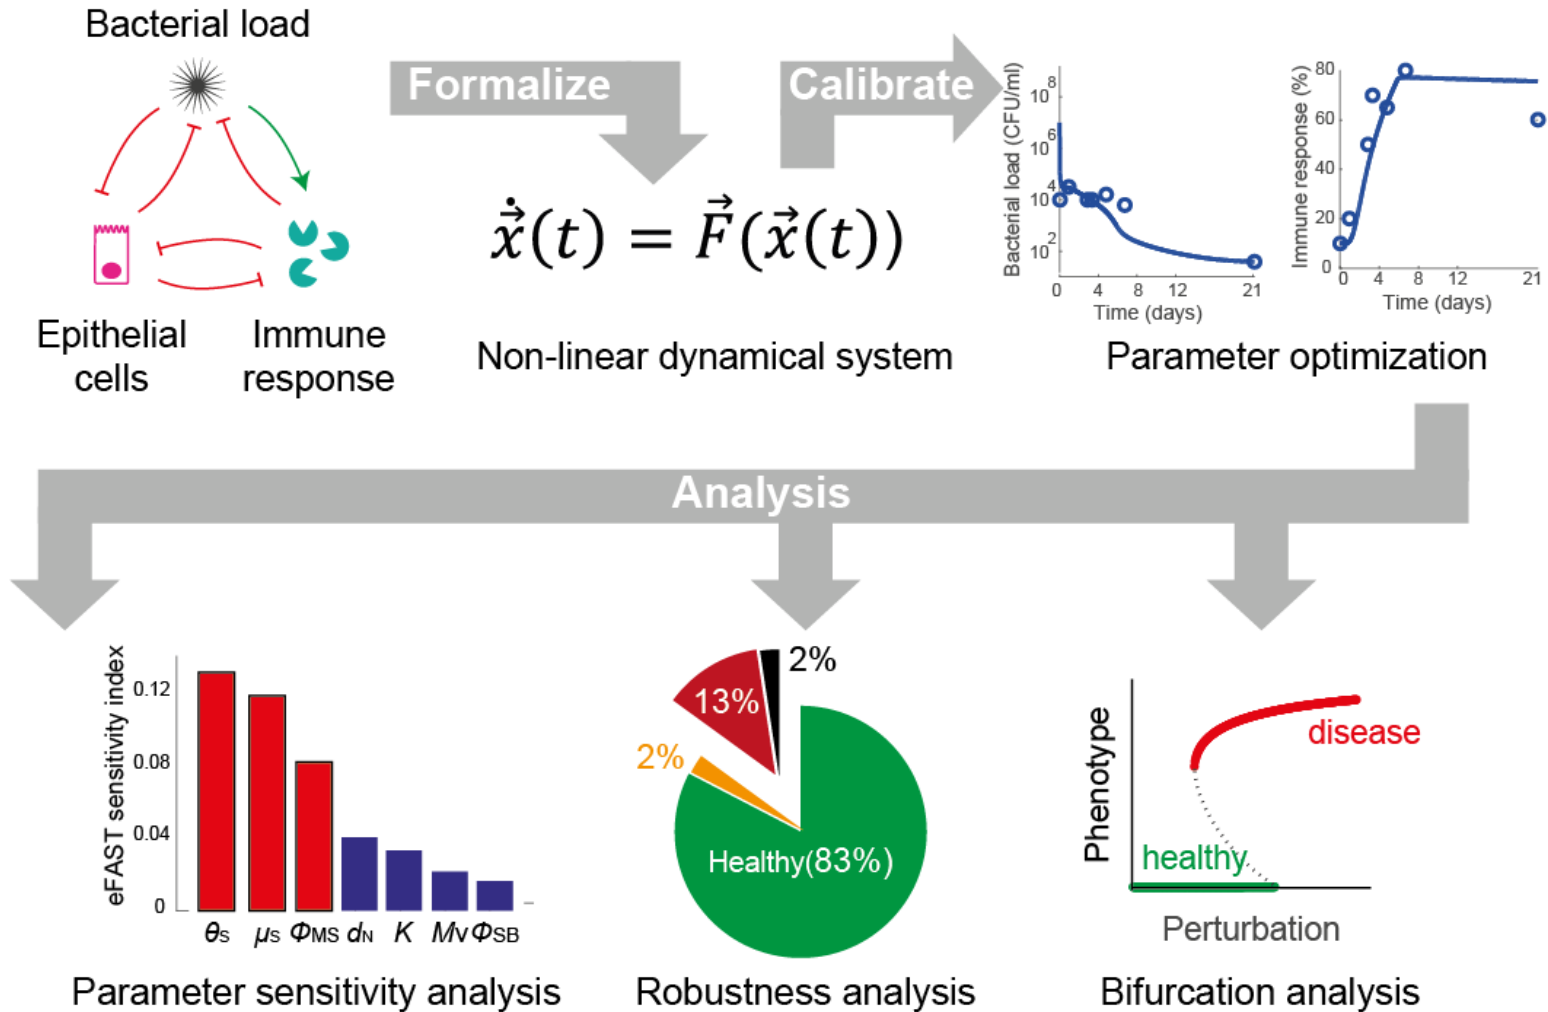 Bacterial load
Epithelial
cells
Immune
response
Formalize
Calibrate
ẋ⃗(t) = F⃗(x⃗(t))
Non-linear dynamical system
Bacterial load (CFU/ml)
10^8
10^6
10^4
10^2
0 4 8 12 21
Time (days)
Immune response (%)
80
60
40
20
0
0 4 8 12 21
Time (days)
Parameter optimization
Analysis
eFAST sensitivity index
0.12
0.08
0.04
0
θS μS ΦMS dN K Mv ΦSB
Parameter sensitivity analysis
2%
13%
2%
Healthy(83%)
Robustness analysis
Phenotype
disease
healthy
Perturbation
Bifurcation analysis